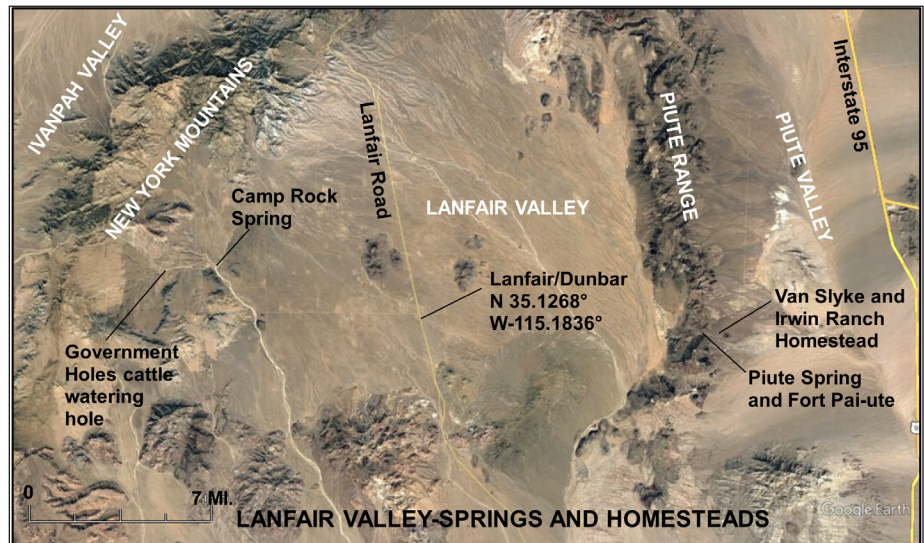 IVANPAH VALLEY
NEW YORK MOUNTAINS
Lanfair Road
PIUTE RANGE
PIUTE VALLEY
Interstate 95
Camp Rock
Spring
LANFAIR VALLEY
Lanfair/Dunbar
N 35.1268°
W-115.1836°
Van Slyke and
Irwin Ranch
Homestead
Government
Holes cattle
watering
hole
Piute Spring
and Fort Pai-ute
0
7 MI.
LANFAIR VALLEY-SPRINGS AND HOMESTEADS
Google Earth